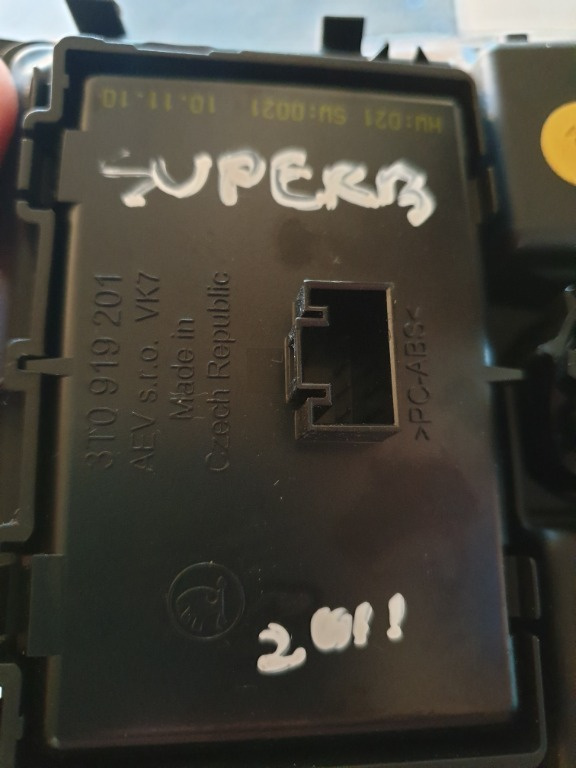 HW:021 SW:0021 10.11.10
SUPERB
3T0 919 201
AEV s.r.o. VK7
Made in
Czech Republic
>PC-ABS<